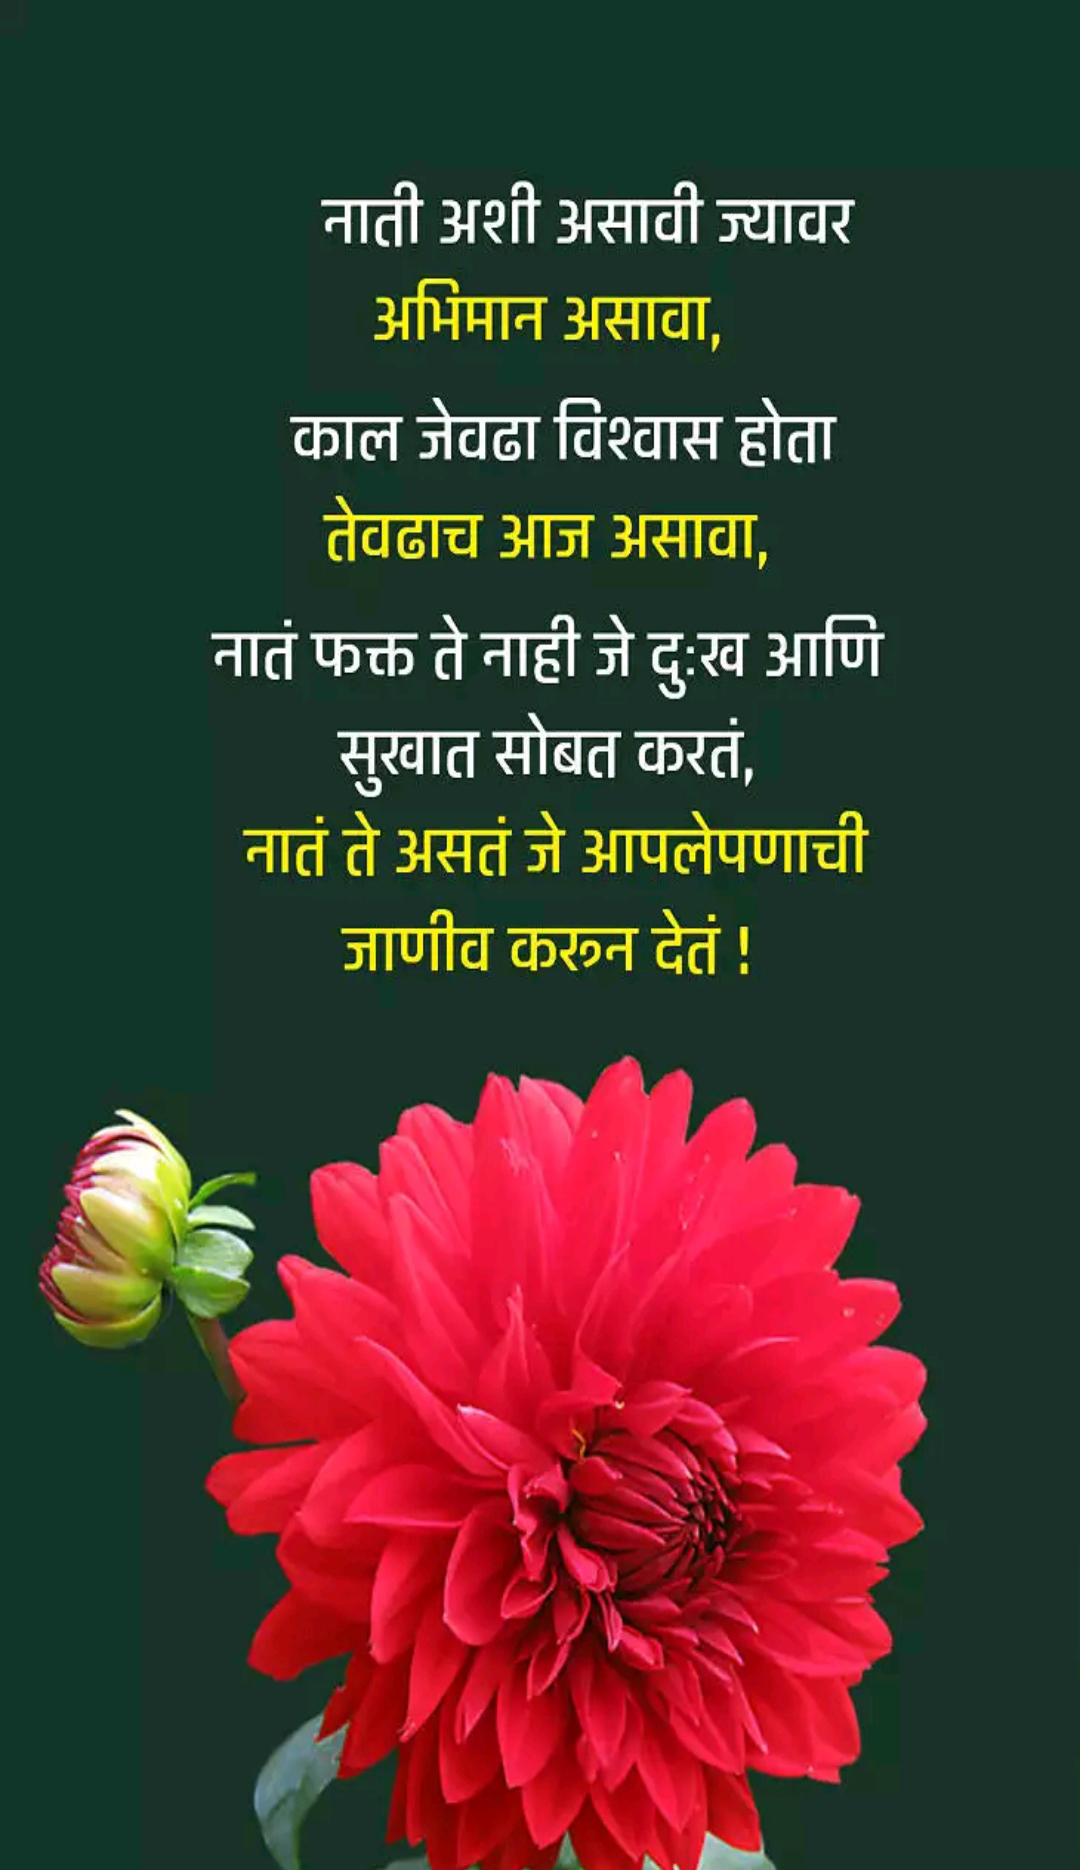 नाती अशी असावी ज्यावर
अभिमान असावा,
काल जेवढा विश्वास होता
तेवढाच आज असावा,
नातं फक्त ते नाही जे दुःख आणि
सुखात सोबत करतं,
नातं ते असतं जे आपलेपणाची
जाणीव करून देतं !